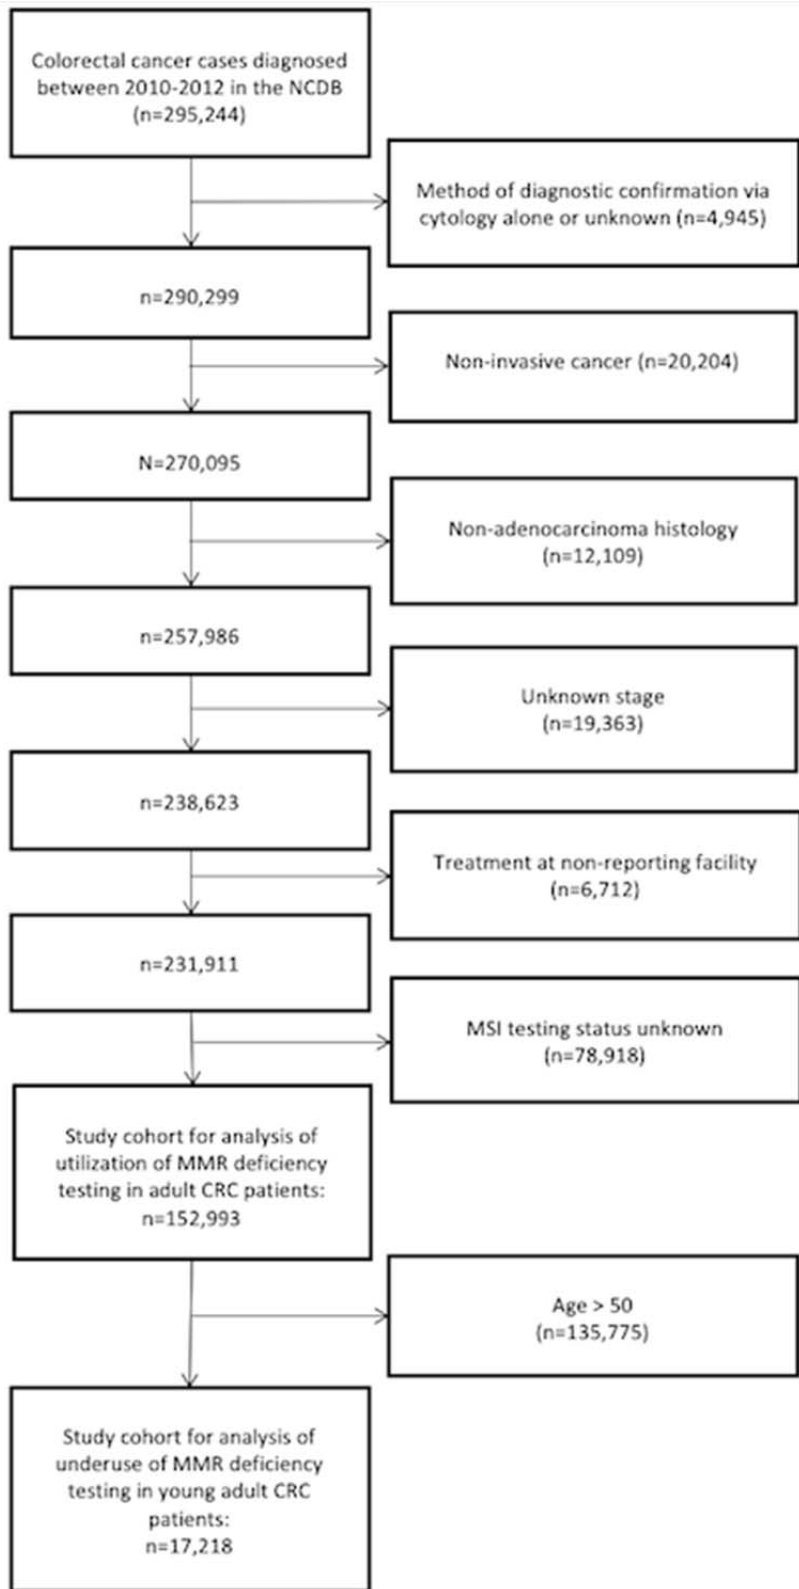 Colorectal cancer cases diagnosed
between 2010-2012 in the NCDB
(n=295,244)
Method of diagnostic confirmation via
cytology alone or unknown (n=4,945)
n=290,299
Non-invasive cancer (n=20,204)
N=270,095
Non-adenocarcinoma histology
(n=12,109)
n=257,986
Unknown stage
(n=19,363)
n=238,623
Treatment at non-reporting facility
(n=6,712)
n=231,911
MSI testing status unknown
(n=78,918)
Study cohort for analysis of
utilization of MMR deficiency
testing in adult CRC patients:
n=152,993
Age > 50
(n=135,775)
Study cohort for analysis of
underuse of MMR deficiency
testing in young adult CRC
patients:
n=17,218